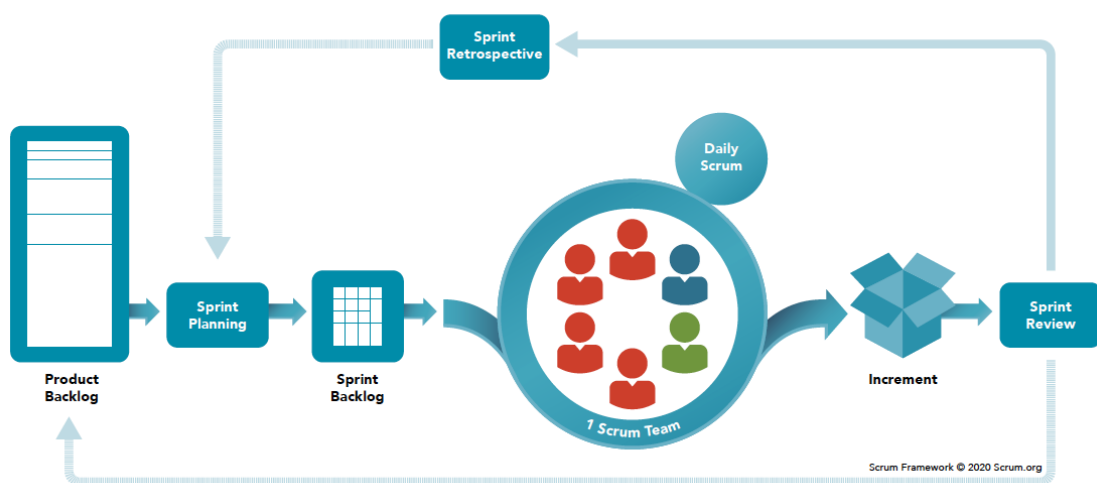 Sprint
Retrospective
Daily
Scrum
Sprint
Planning
Sprint
Review
Product
Backlog
Sprint
Backlog
Increment
1 Scrum Team
Scrum Framework © 2020 Scrum.org